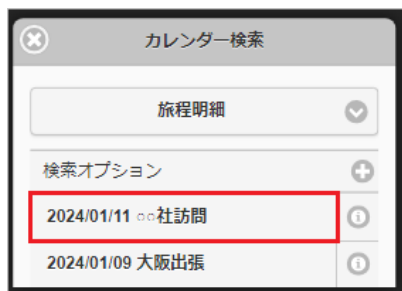 カレンダー検索
旅程明細
検索オプション
2024/01/11 ○○社訪問
2024/01/09 大阪出張